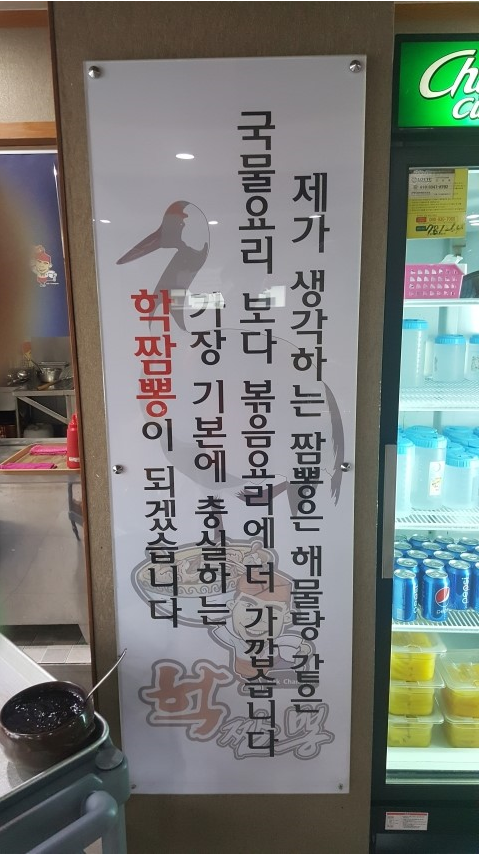 제가 생각하는 짬뽕은 해물탕 같은
국물요리 보다 볶음요리에 더 가깝습니다
가장 기본에 충실하는
학짬뽕이 되겠습니다
학짬뽕
pepsi